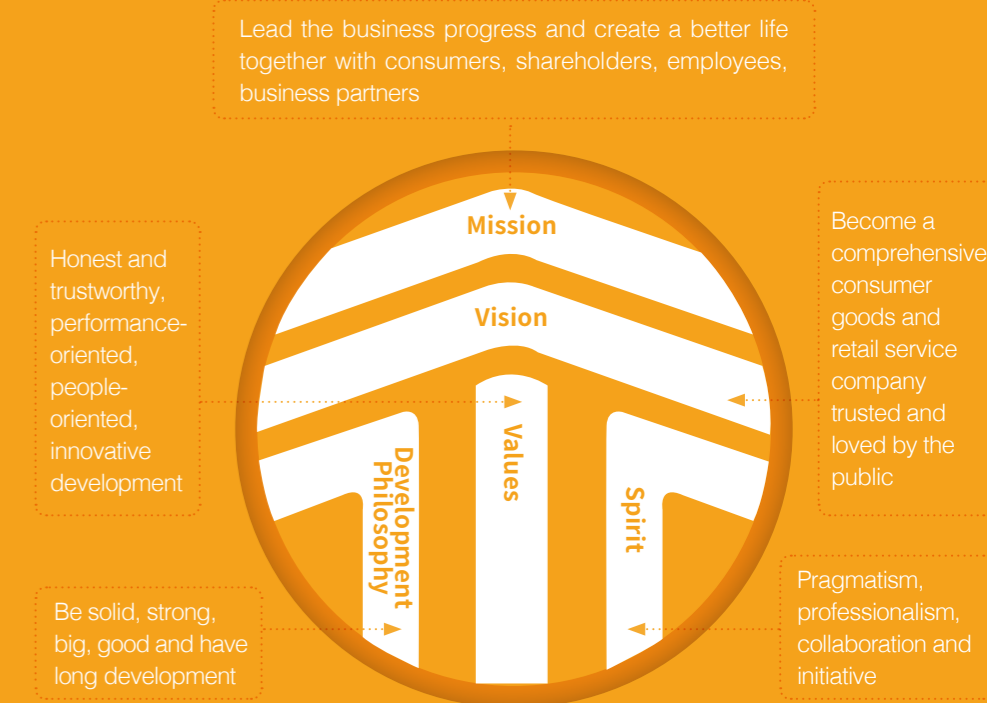 Lead the business progress and create a better life
together with consumers, shareholders, employees,
business partners
Mission
Vision
Values
Development
Philosophy
Spirit
Honest and
trustworthy,
performance-
oriented,
people-
oriented,
innovative
development
Become a
comprehensive
consumer
goods and
retail service
company
trusted and
loved by the
public
Be solid, strong,
big, good and have
long development
Pragmatism,
professionalism,
collaboration and
initiative